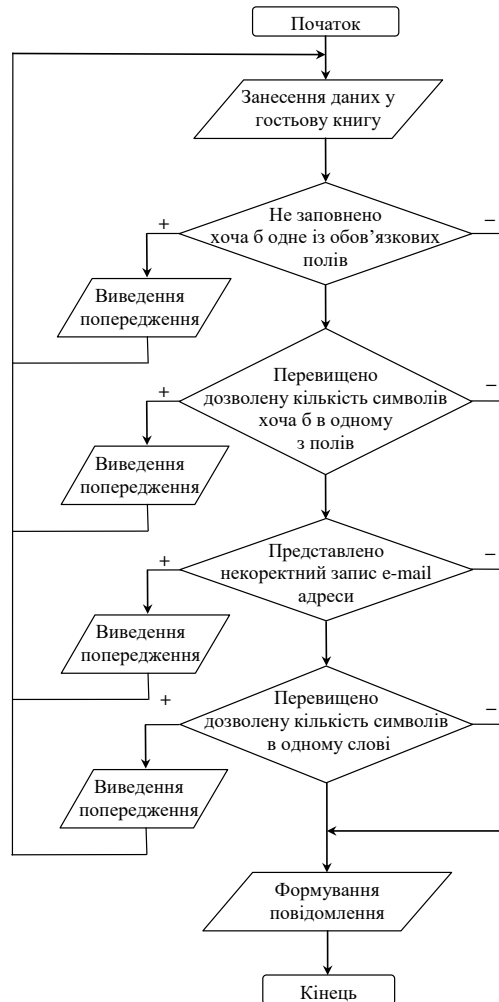 Початок
Занесення даних у
гостьову книгу
+
Не заповнено
хоча б одне із обов’язкових
полів
–
Виведення
попередження
+
Перевищено
дозволену кількість символів
хоча б в одному
з полів
–
Виведення
попередження
+
Представлено
некоректний запис e-mail
адреси
–
Виведення
попередження
+
Перевищено
дозволену кількість символів
в одному слові
–
Виведення
попередження
Формування
повідомлення
Кінець